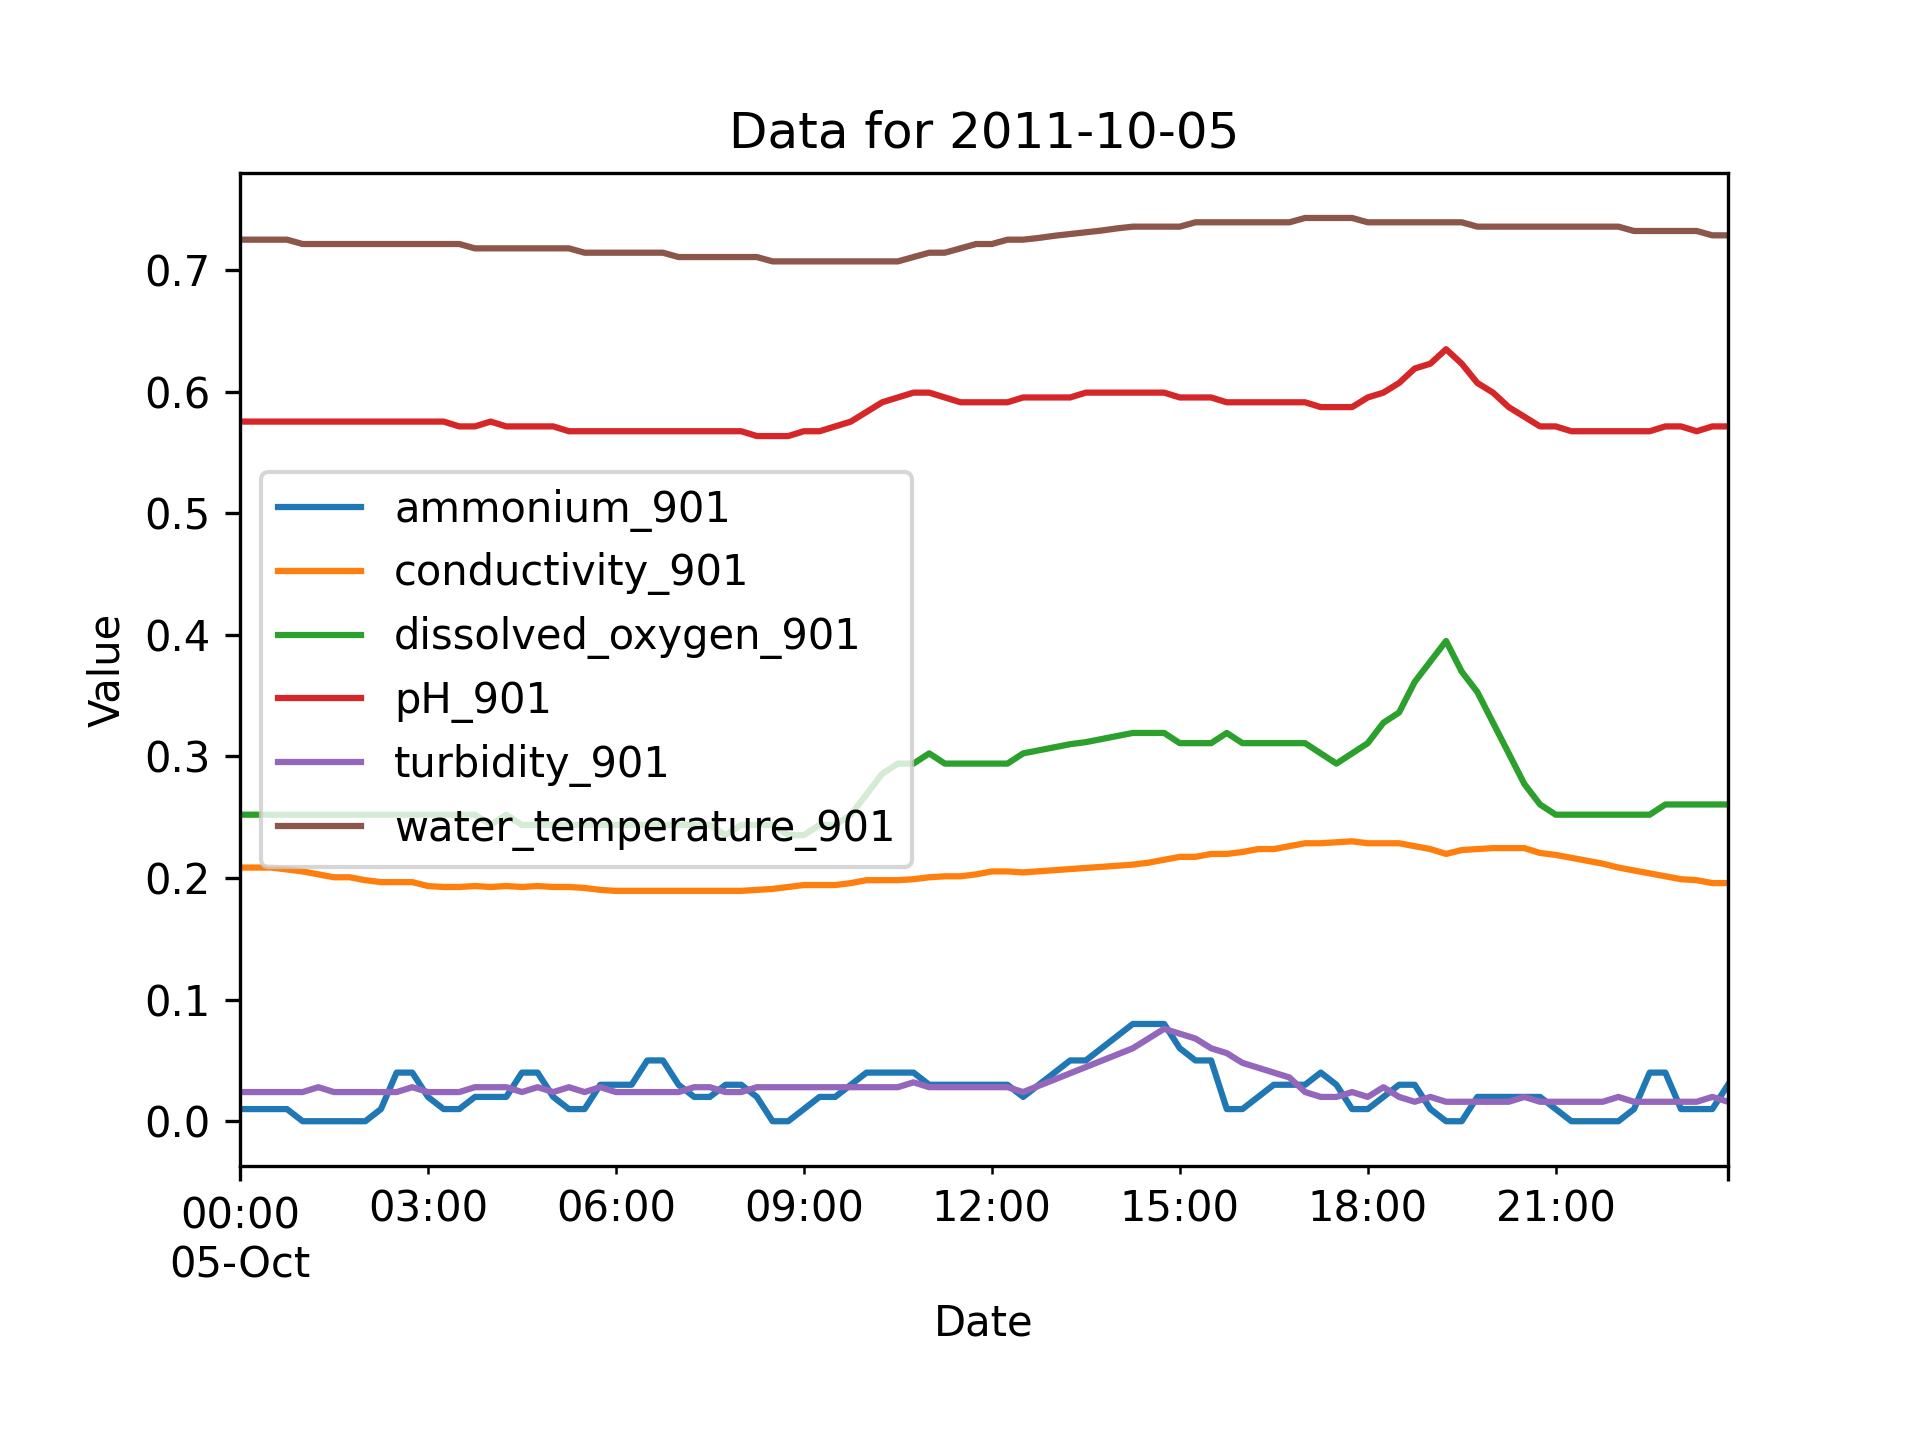 Data for 2011-10-05
Value
0.7
0.6
0.5
0.4
0.3
0.2
0.1
0.0
ammonium_901
conductivity_901
dissolved_oxygen_901
pH_901
turbidity_901
water_temperature_901
00:00 03:00 06:00 09:00 12:00 15:00 18:00 21:00
05-Oct
Date